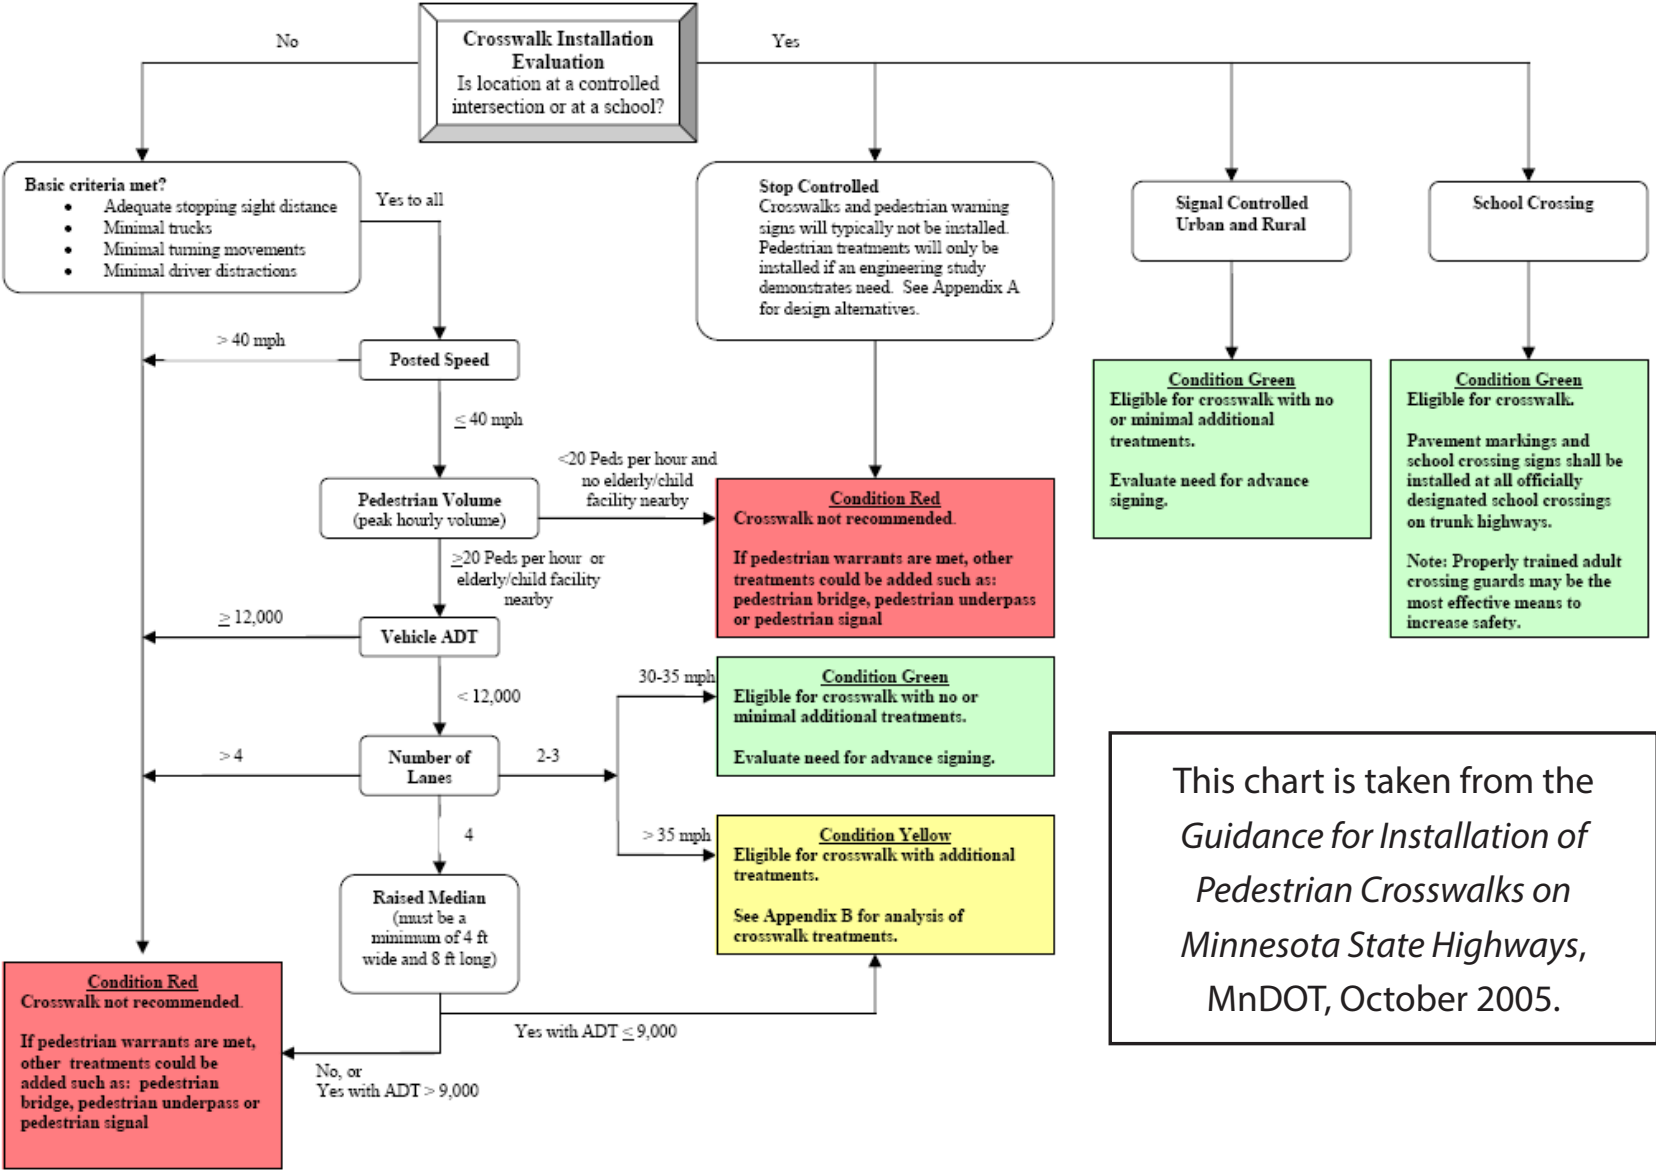 No
Crosswalk Installation
Evaluation
Is location at a controlled
intersection or at a school?
Yes
Basic criteria met?
• Adequate stopping sight distance
• Minimal trucks
• Minimal turning movements
• Minimal driver distractions
Yes to all
Stop Controlled
Crosswalks and pedestrian warning
signs will typically not be installed.
Pedestrian treatments will only be
installed if an engineering study
demonstrates need.  See Appendix A
for design alternatives.
Signal Controlled
Urban and Rural
School Crossing
> 40 mph
Posted Speed
≤ 40 mph
Condition Green
Eligible for crosswalk with no
or minimal additional
treatments.
Evaluate need for advance
signing.
Condition Green
Eligible for crosswalk.
Pavement markings and
school crossing signs shall be
installed at all officially
designated school crossings
on trunk highways.
Note: Properly trained adult
crossing guards may be the
most effective means to
increase safety.
Pedestrian Volume
(peak hourly volume)
<20 Peds per hour and
no elderly/child
facility nearby
Condition Red
Crosswalk not recommended.
If pedestrian warrants are met, other
treatments could be added such as:
pedestrian bridge, pedestrian underpass
or pedestrian signal
≥20 Peds per hour or
elderly/child facility
nearby
≥ 12,000
Vehicle ADT
< 12,000
> 4
Number of
Lanes
2-3
30-35 mph
Condition Green
Eligible for crosswalk with no or
minimal additional treatments.
Evaluate need for advance signing.
> 35 mph
Condition Yellow
Eligible for crosswalk with additional
treatments.
See Appendix B for analysis of
crosswalk treatments.
4
Raised Median
(must be a
minimum of 4 ft
wide and 8 ft long)
Yes with ADT ≤ 9,000
No, or
Yes with ADT > 9,000
Condition Red
Crosswalk not recommended.
If pedestrian warrants are met,
other treatments could be
added such as: pedestrian
bridge, pedestrian underpass or
pedestrian signal
This chart is taken from the
Guidance for Installation of
Pedestrian Crosswalks on
Minnesota State Highways,
MnDOT, October 2005.